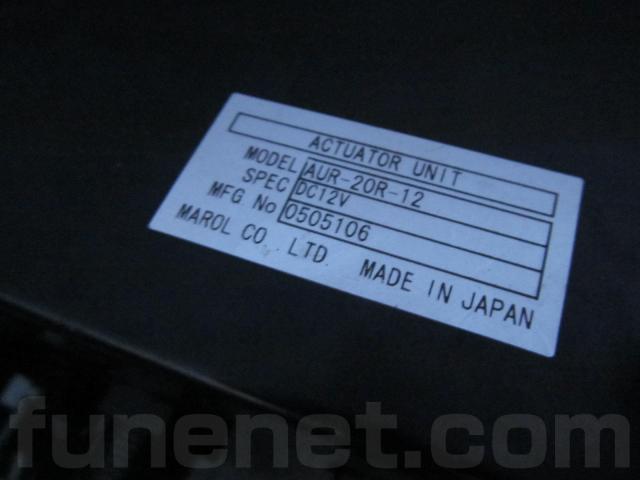 ACTUATOR UNIT
MODEL AUR-20R-12
SPEC DC12V
MFG. No 0505106
MAROL CO., LTD. MADE IN JAPAN
funenet.com